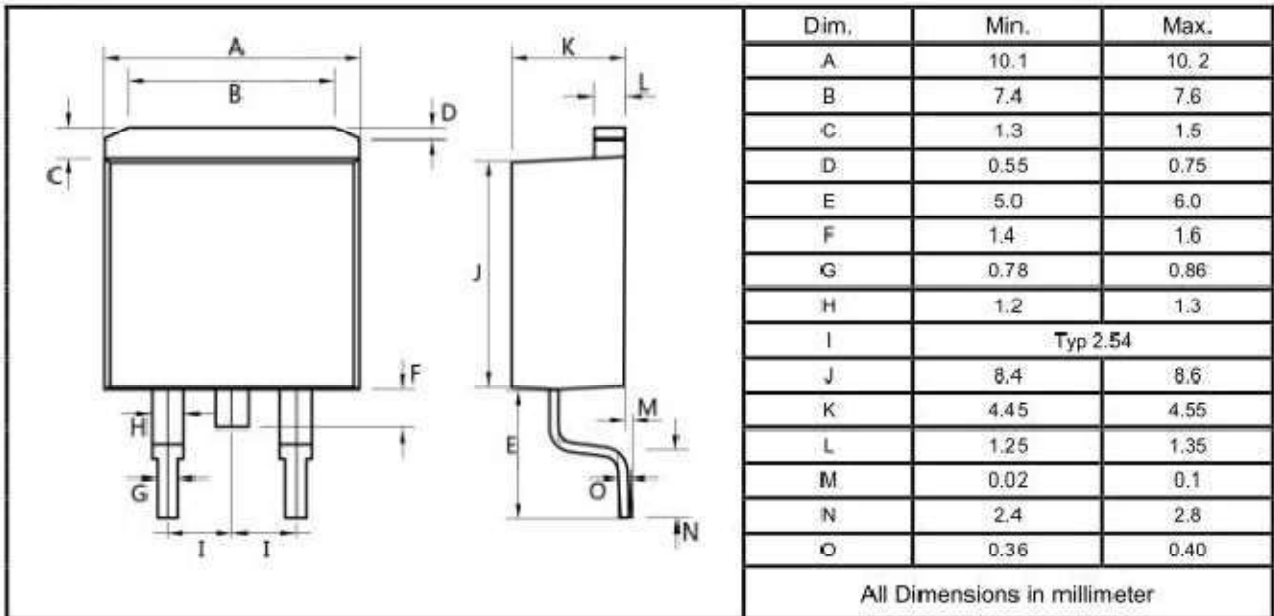 A
B
C
D
F
H
G
I I
K
L
J
E
M
O
N
Dim. Min. Max.
A 10.1 10. 2
B 7.4 7.6
C 1.3 1.5
D 0.55 0.75
E 5.0 6.0
F 1.4 1.6
G 0.78 0.86
H 1.2 1.3
I Typ 2.54
J 8.4 8.6
K 4.45 4.55
L 1.25 1.35
M 0.02 0.1
N 2.4 2.8
O 0.36 0.40
All Dimensions in millimeter